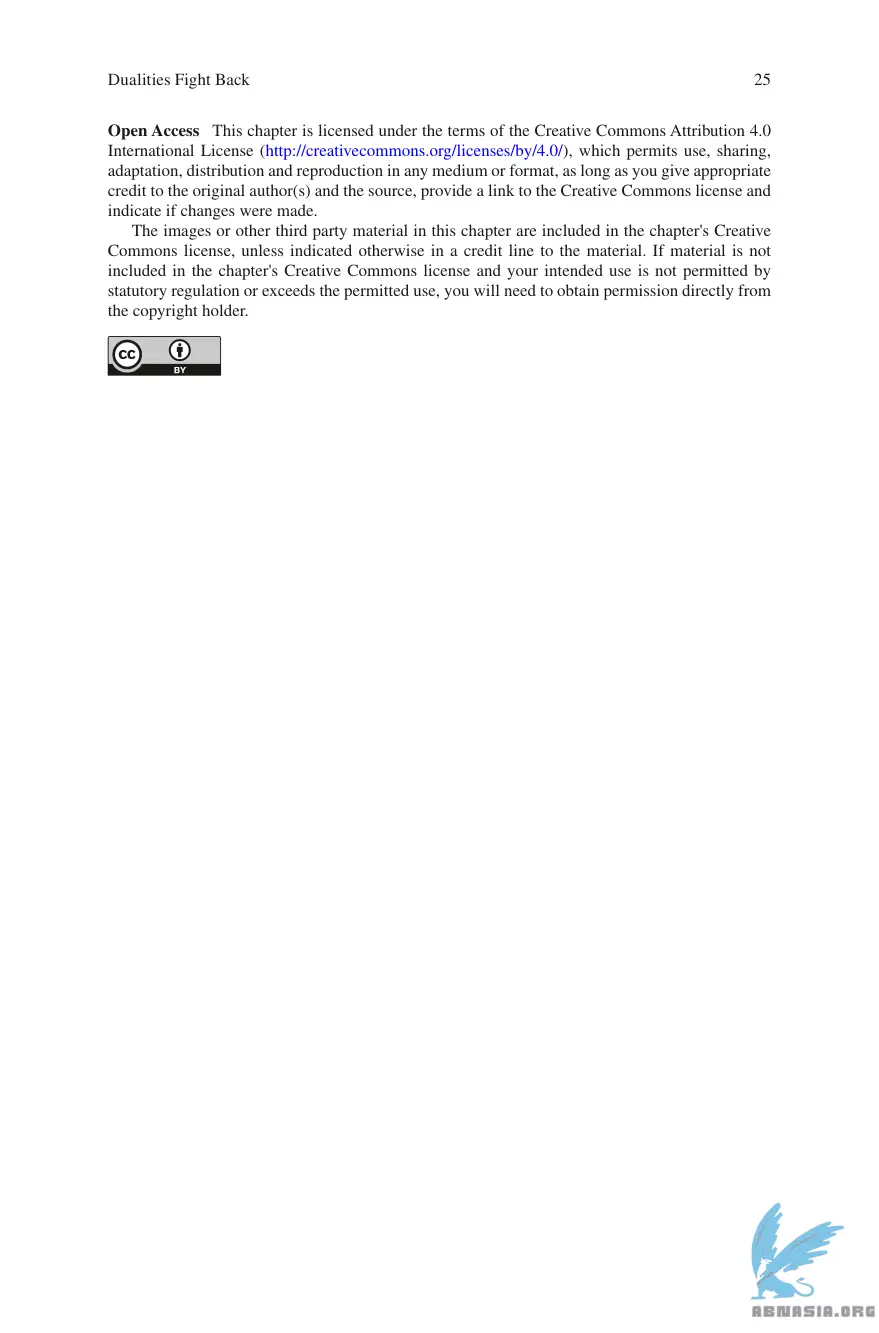 Dualities Fight Back 25
Open Access This chapter is licensed under the terms of the Creative Commons Attribution 4.0
International License (http://creativecommons.org/licenses/by/4.0/), which permits use, sharing,
adaptation, distribution and reproduction in any medium or format, as long as you give appropriate
credit to the original author(s) and the source, provide a link to the Creative Commons license and
indicate if changes were made.
The images or other third party material in this chapter are included in the chapter's Creative
Commons license, unless indicated otherwise in a credit line to the material. If material is not
included in the chapter's Creative Commons license and your intended use is not permitted by
statutory regulation or exceeds the permitted use, you will need to obtain permission directly from
the copyright holder.
cc
BY
ABNASIA.ORG